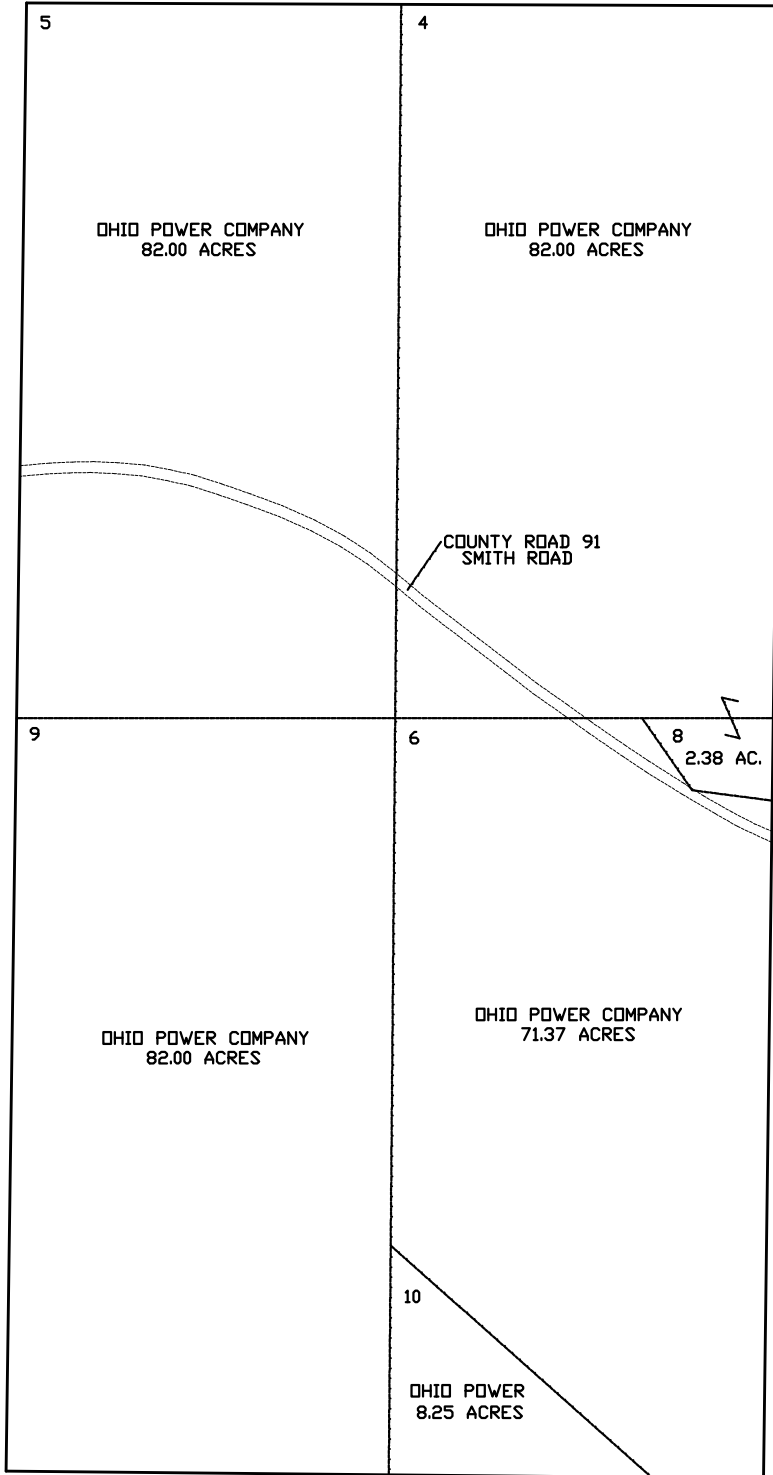 5
4
OHIO POWER COMPANY
82.00 ACRES
OHIO POWER COMPANY
82.00 ACRES
COUNTY ROAD 91
SMITH ROAD
9
6
8
2.38 AC.
OHIO POWER COMPANY
82.00 ACRES
OHIO POWER COMPANY
71.37 ACRES
10
OHIO POWER
8.25 ACRES